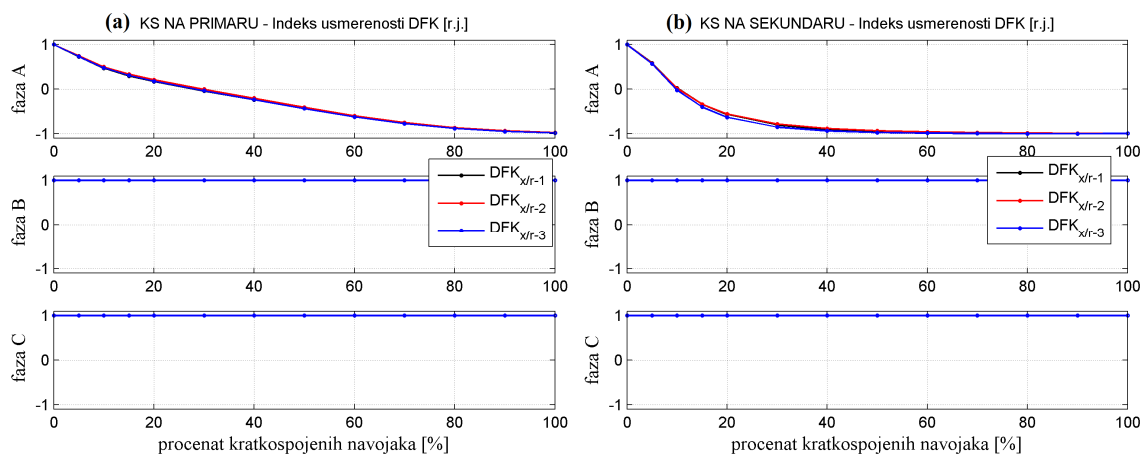 (a) KS NA PRIMARU - Indeks usmerenosti DFK [r.j.]
faza A
1
0
-1
0 20 40 60 80 100
faza B
1
0
-1
0 20 40 60 80 100
DFKx/r-1
DFKx/r-2
DFKx/r-3
faza C
1
0
-1
0 20 40 60 80 100
procenat kratkospojenih navojaka [%]
(b) KS NA SEKUNDARU - Indeks usmerenosti DFK [r.j.]
faza A
1
0
-1
0 20 40 60 80 100
faza B
1
0
-1
0 20 40 60 80 100
DFKx/r-1
DFKx/r-2
DFKx/r-3
faza C
1
0
-1
0 20 40 60 80 100
procenat kratkospojenih navojaka [%]